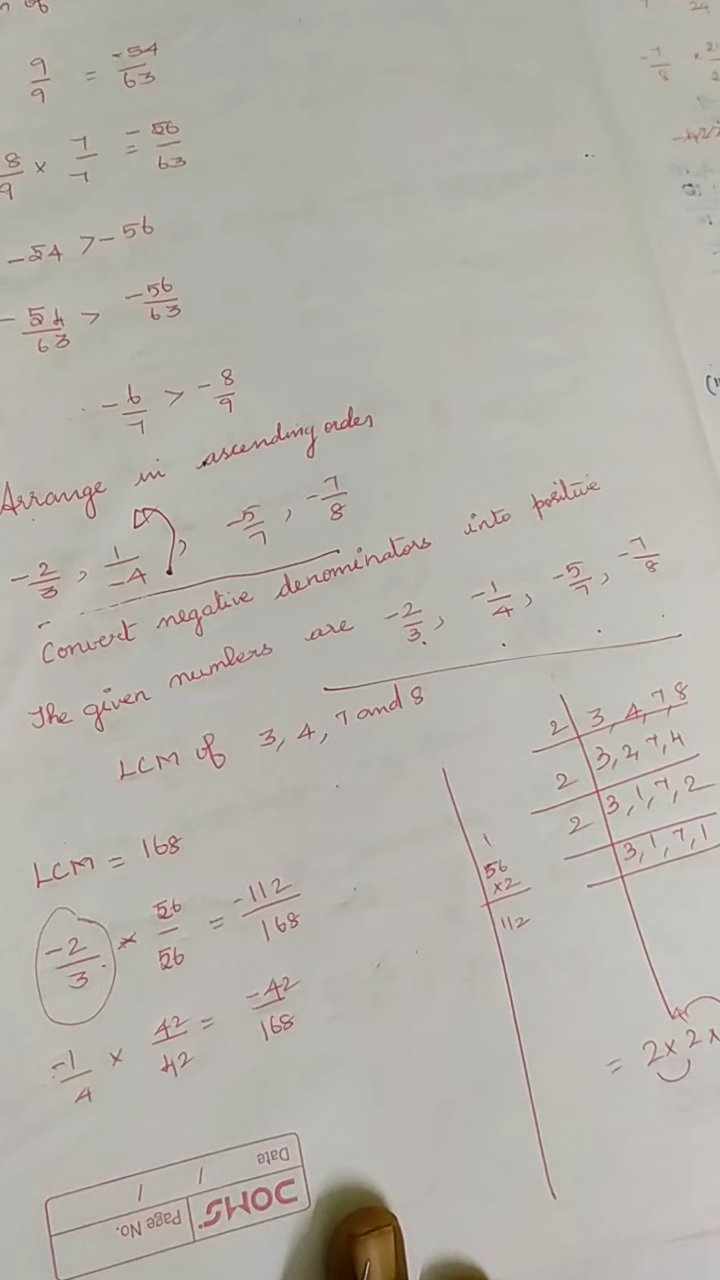 9/9 = -54/63
8/9 × 7/7 = -56/63
-54 > -56
-54/63 > -56/63
-6/7 > -8/9
Arrange in ascending order
-2/3, 1/-4, -5/7, -7/8
Convert negative denominators into positive
The given numbers are -2/3, -1/4, -5/7, -7/8
LCM of 3, 4, 7 and 8
2 | 3, 4, 7, 8
2 | 3, 2, 7, 4
2 | 3, 1, 7, 2
3, 1, 7, 1
= 2 × 2 ×
LCM = 168
1
56
×2
112
-2/3 × 56/56 = -112/168
-1/4 × 42/42 = -42/168
DOMS
Page No.
Date / /
24
-7/8 ×